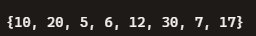 {10, 20, 5, 6, 12, 30, 7, 17}